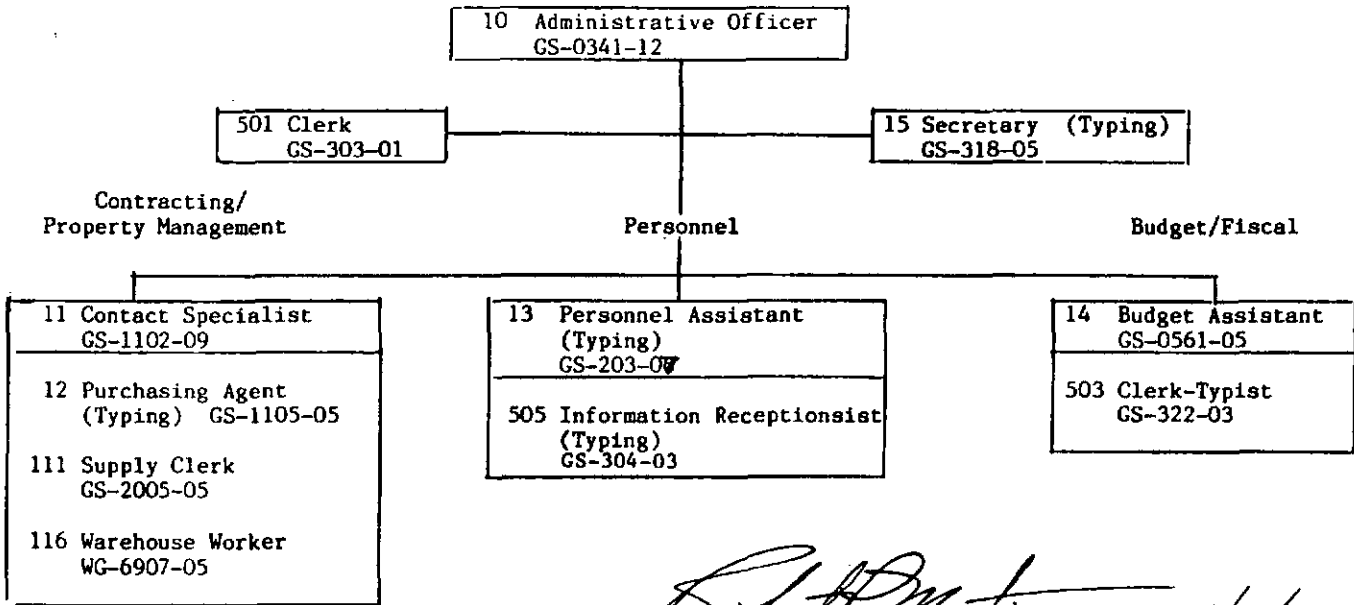 10 Administrative Officer
GS-0341-12
501 Clerk
GS-303-01
15 Secretary (Typing)
GS-318-05
Contracting/
Property Management
Personnel
Budget/Fiscal
11 Contact Specialist
GS-1102-09
12 Purchasing Agent
(Typing) GS-1105-05
111 Supply Clerk
GS-2005-05
116 Warehouse Worker
WG-6907-05
13 Personnel Assistant
(Typing)
GS-203-07
505 Information Receptionsist
(Typing)
GS-304-03
14 Budget Assistant
GS-0561-05
503 Clerk-Typist
GS-322-03